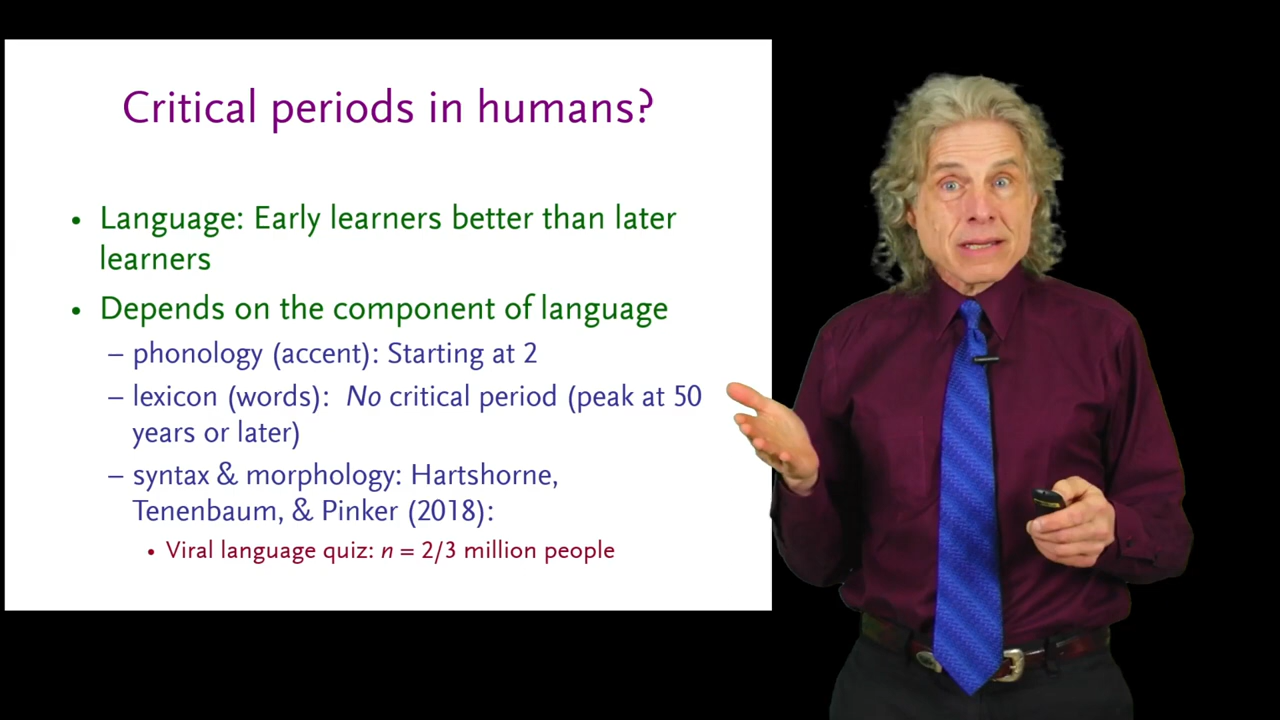 Critical periods in humans?
• Language: Early learners better than later
learners
• Depends on the component of language
– phonology (accent): Starting at 2
– lexicon (words): No critical period (peak at 50
years or later)
– syntax & morphology: Hartshorne,
Tenenbaum, & Pinker (2018):
• Viral language quiz: n = 2/3 million people